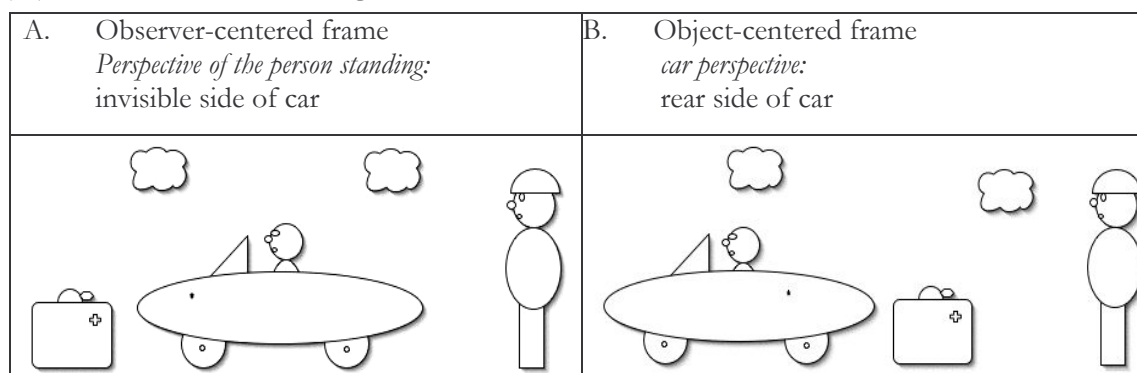 A. Observer-centered frame
Perspective of the person standing:
invisible side of car
B. Object-centered frame
car perspective:
rear side of car